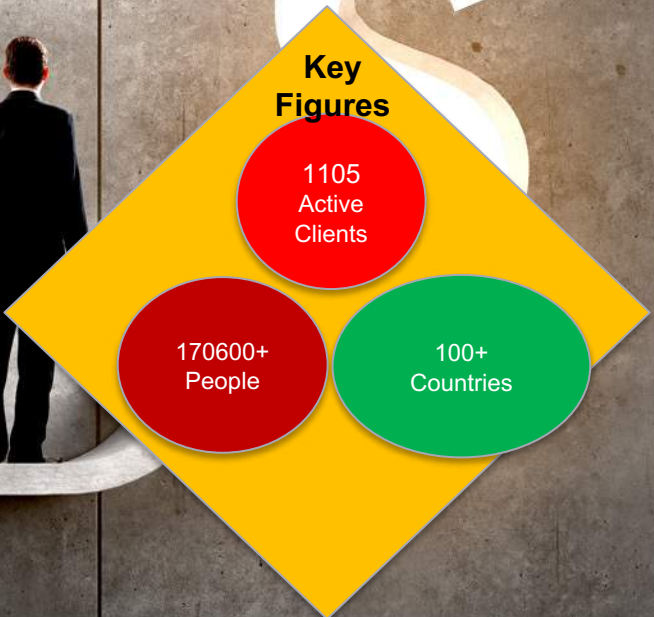 Key
Figures
1105
Active
Clients
170600+
People
100+
Countries